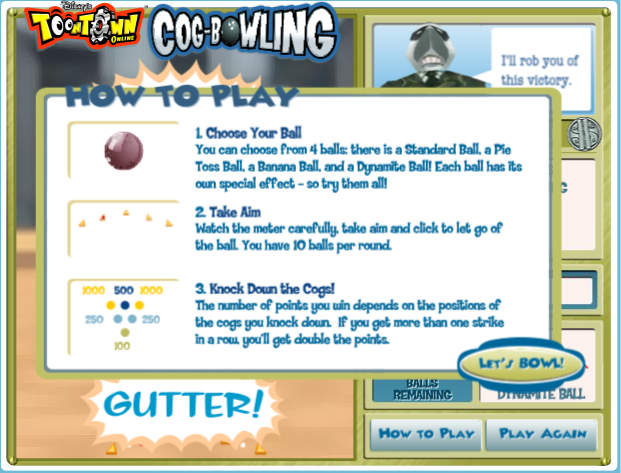 Disney's
TOONTOWN
ONLINE
COG-BOWLING
I'll rob you of
this victory.
HOW TO PLAY
1. Choose Your Ball
You can choose from 4 balls: there is a Standard Ball, a Pie
Toss Ball, a Banana Ball, and a Dynamite Ball! Each ball has its
own special effect - so try them all!
2. Take Aim
Watch the meter carefully, take aim and click to let go of
the ball. You have 10 balls per round.
1000 500 1000
250 250
100
3. Knock Down the Cogs!
The number of points you win depends on the positions of
the cogs you knock down. If you get more than one strike
in a row, you'll get double the points.
LET'S BOWL!
BALLS
REMAINING
DYNAMITE BALL
GUTTER!
HOW TO PLAY
PLAY AGAIN